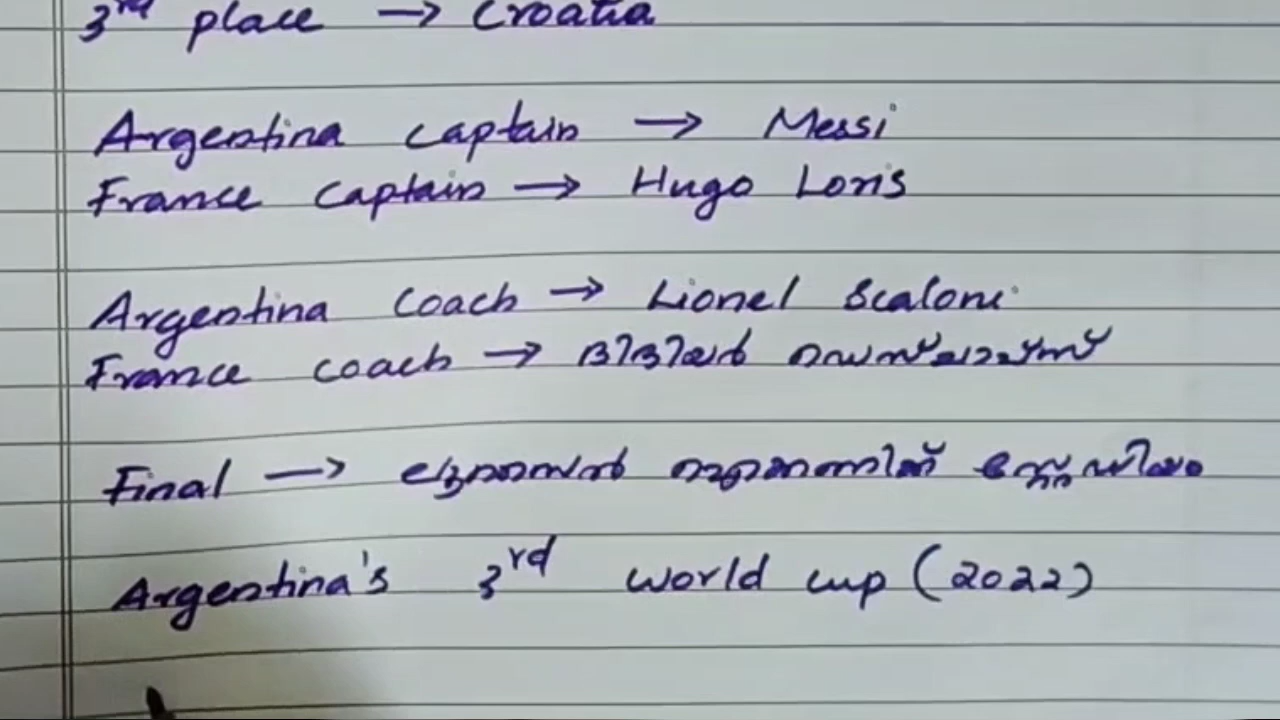 3rd place → Croatia
Argentina captain → Messi
France captain → Hugo Loris
Argentina coach → Lionel Scaloni
France coach → ദിദിയർ
Final → ലുസൈൽ സ്റ്റേഡിയം
Argentina's 3rd world cup (2022)